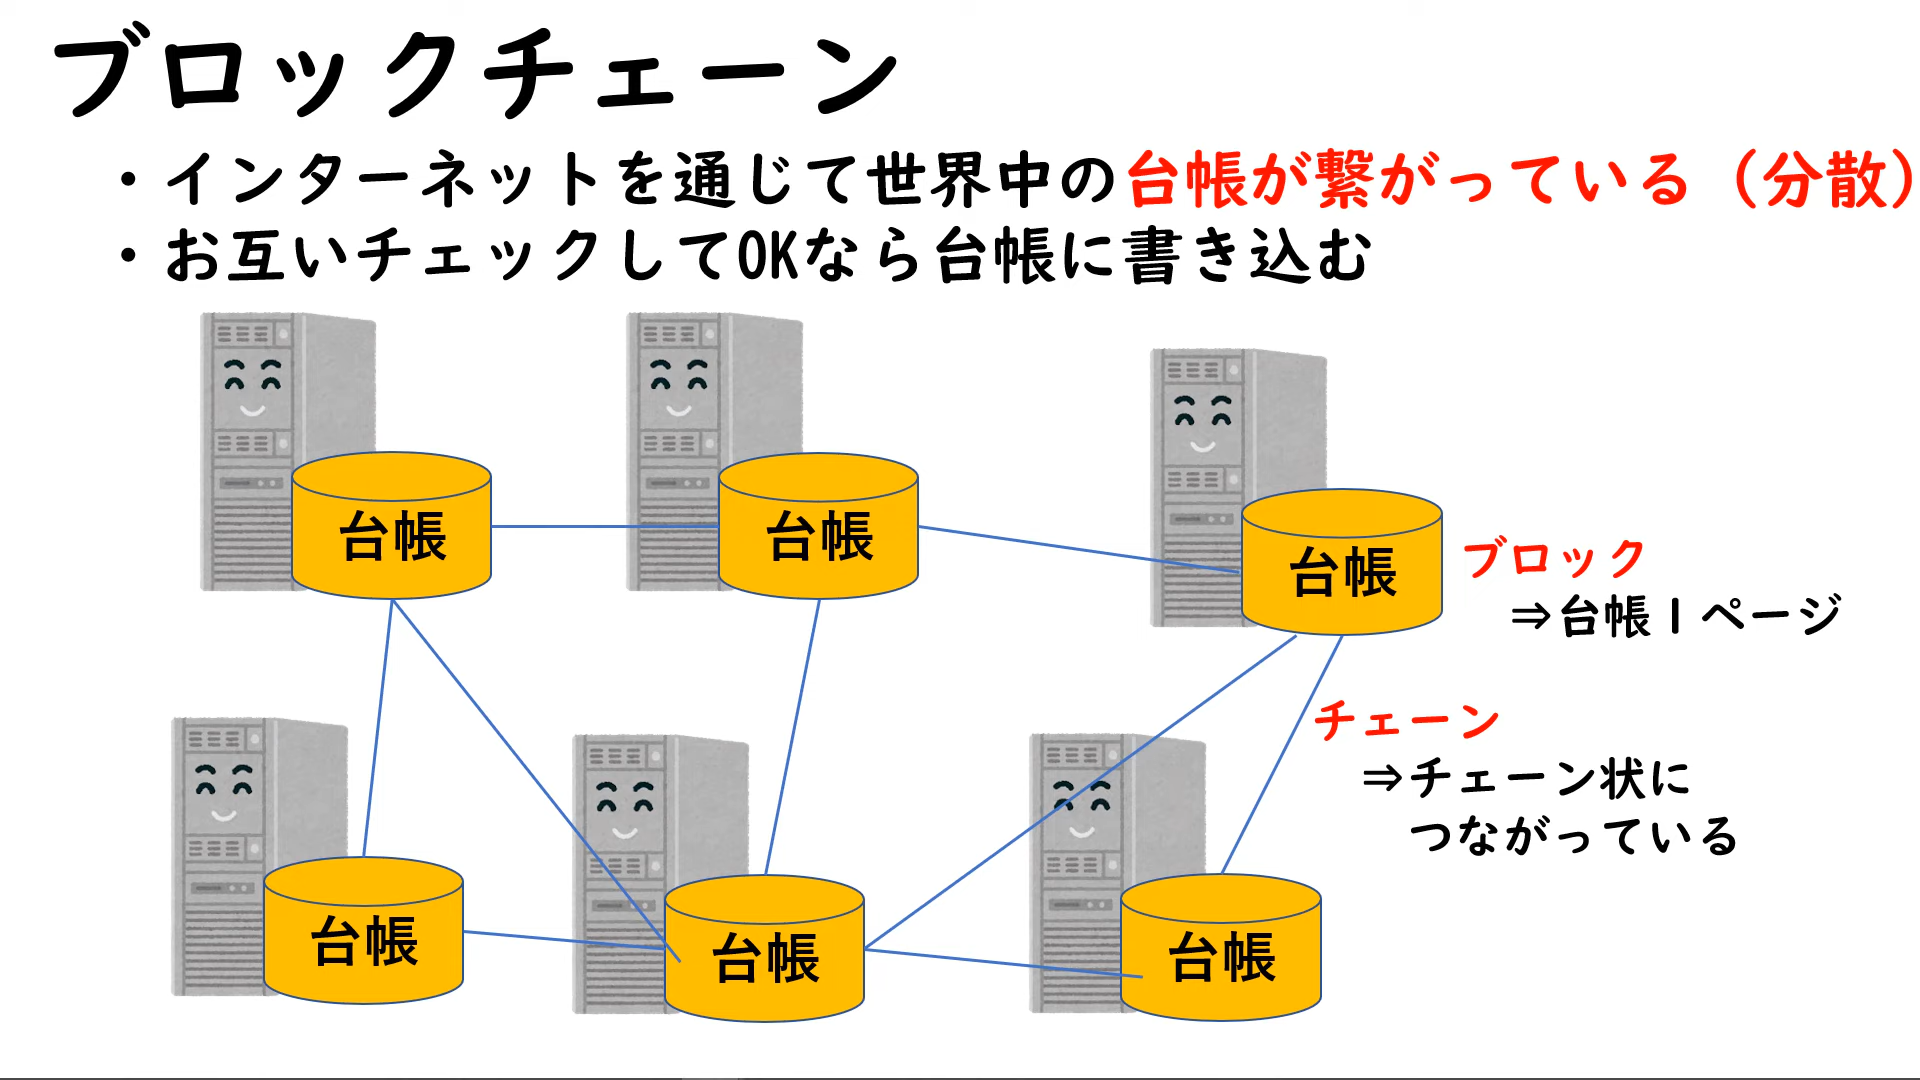 ブロックチェーン
・インターネットを通じて世界中の台帳が繋がっている（分散）
・お互いチェックしてOKなら台帳に書き込む
台帳
台帳
台帳
ブロック
⇒台帳1ページ
チェーン
⇒チェーン状に
つながっている
台帳
台帳
台帳